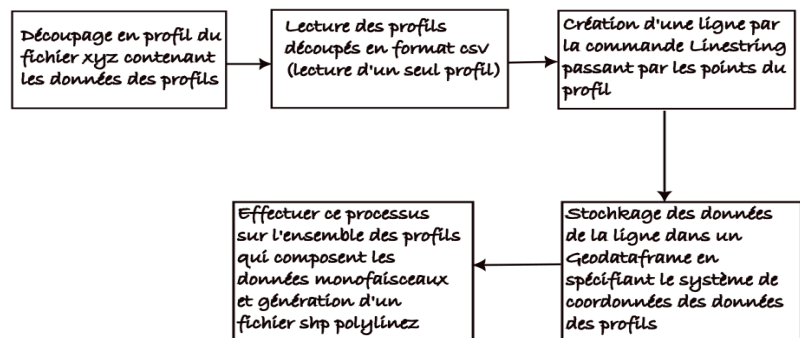 Découpage en profil du
fichier xyz contenant
les données des profils
Lecture des profils
découpés en format csv
(lecture d'un seul profil)
Création d'une ligne par
la commande Linestring
passant par les points du
profil
Stochkage des données
de la ligne dans un
Geodataframe en
spécifiant le système de
coordonnées des données
des profils
Effectuer ce processus
sur l'ensemble des profils
qui composent les
données monofaisceaux
et génération d'un
fichier shp polylinez